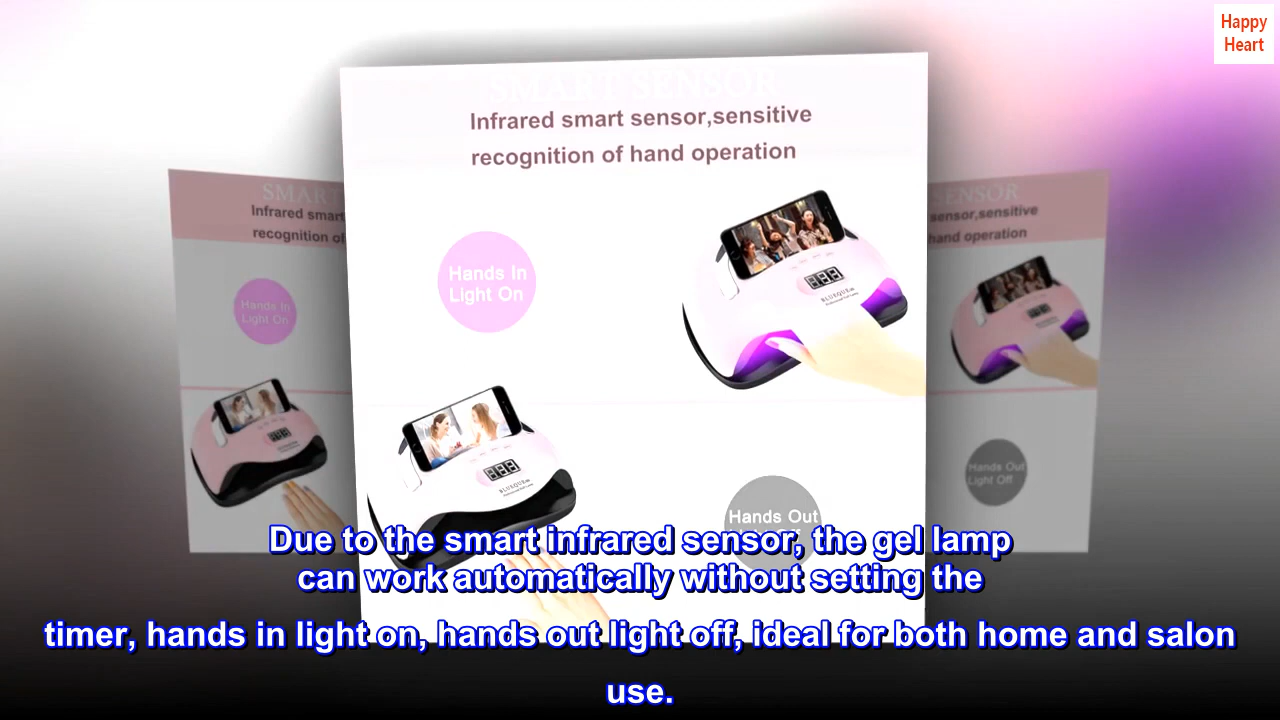 Happy
Heart
SMART SENSOR
Infrared smart sensor,sensitive
recognition of hand operation
SMART
Infrared smart
recognition of
SENSOR
sensor,sensitive
hand operation
Hands In
Light On
Hands In
Light On
BLUEQUE
Hands Out
Light Off
BLUEQUE
Hands Out
Due to the smart infrared sensor, the gel lamp
can work automatically without setting the
timer, hands in light on, hands out light off, ideal for both home and salon
use.